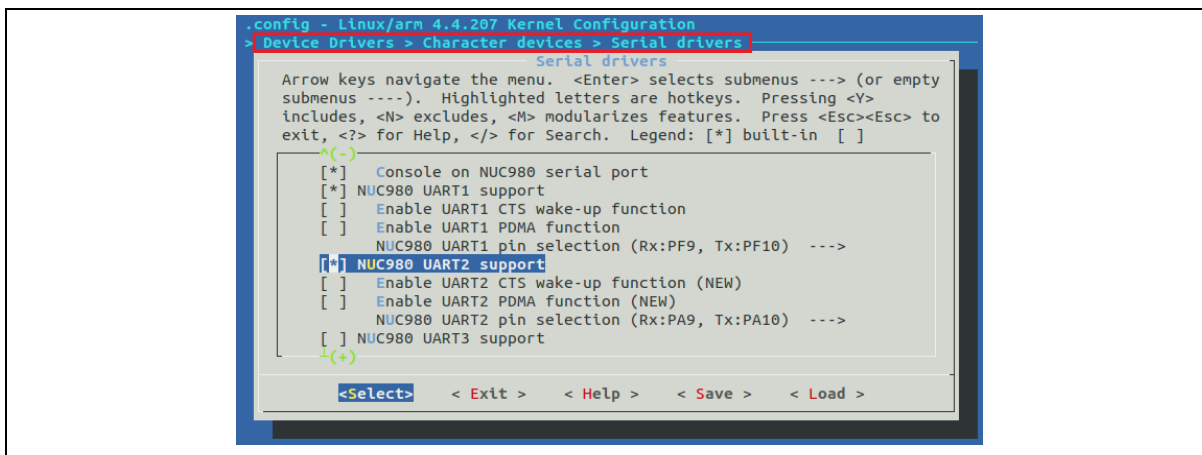 .config - Linux/arm 4.4.207 Kernel Configuration
> Device Drivers > Character devices > Serial drivers
Serial drivers
Arrow keys navigate the menu.  <Enter> selects submenus ---> (or empty
submenus ----).  Highlighted letters are hotkeys.  Pressing <Y>
includes, <N> excludes, <M> modularizes features.  Press <Esc><Esc> to
exit, <?> for Help, </> for Search.  Legend: [*] built-in  [ ]
^(-)
[*]   Console on NUC980 serial port
[*] NUC980 UART1 support
[ ]   Enable UART1 CTS wake-up function
[ ]   Enable UART1 PDMA function
NUC980 UART1 pin selection (Rx:PF9, Tx:PF10)  --->
[*] NUC980 UART2 support
[ ]   Enable UART2 CTS wake-up function (NEW)
[ ]   Enable UART2 PDMA function (NEW)
NUC980 UART2 pin selection (Rx:PA9, Tx:PA10)  --->
[ ] NUC980 UART3 support
┴(+)
<Select>    < Exit >    < Help >    < Save >    < Load >